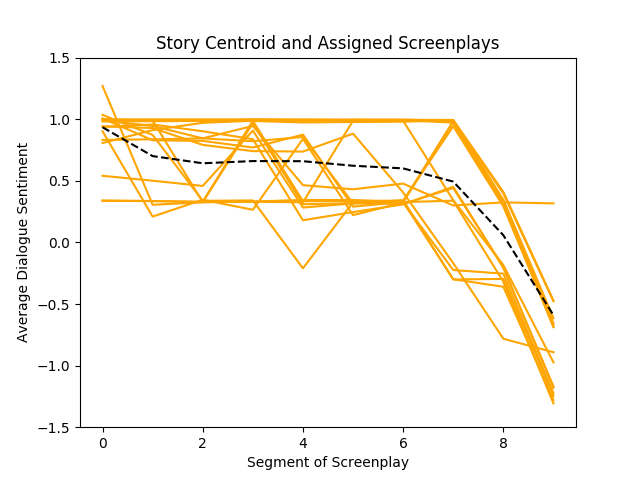 Story Centroid and Assigned Screenplays
Average Dialogue Sentiment
1.5
1.0
0.5
0.0
−0.5
−1.0
−1.5
0 2 4 6 8
Segment of Screenplay